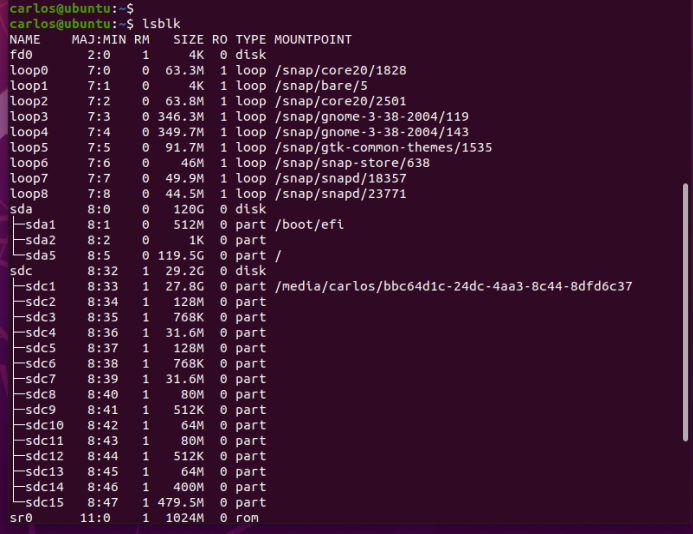 carlos@ubuntu:~$
carlos@ubuntu:~$ lsblk
NAME    MAJ:MIN RM   SIZE RO TYPE MOUNTPOINT
fd0       2:0    1     4K  0 disk
loop0     7:0    0  63.3M  1 loop /snap/core20/1828
loop1     7:1    0     4K  1 loop /snap/bare/5
loop2     7:2    0  63.8M  1 loop /snap/core20/2501
loop3     7:3    0 346.3M  1 loop /snap/gnome-3-38-2004/119
loop4     7:4    0 349.7M  1 loop /snap/gnome-3-38-2004/143
loop5     7:5    0  91.7M  1 loop /snap/gtk-common-themes/1535
loop6     7:6    0    46M  1 loop /snap/snap-store/638
loop7     7:7    0  49.9M  1 loop /snap/snapd/18357
loop8     7:8    0  44.5M  1 loop /snap/snapd/23771
sda       8:0    0   120G  0 disk
├─sda1    8:1    0   512M  0 part /boot/efi
├─sda2    8:2    0     1K  0 part
└─sda5    8:5    0 119.5G  0 part /
sdc       8:32   1  29.2G  0 disk
├─sdc1    8:33   1  27.8G  0 part /media/carlos/bbc64d1c-24dc-4aa3-8c44-8dfd6c37
├─sdc2    8:34   1   128M  0 part
├─sdc3    8:35   1   768K  0 part
├─sdc4    8:36   1  31.6M  0 part
├─sdc5    8:37   1   128M  0 part
├─sdc6    8:38   1   768K  0 part
├─sdc7    8:39   1  31.6M  0 part
├─sdc8    8:40   1    80M  0 part
├─sdc9    8:41   1   512K  0 part
├─sdc10   8:42   1    64M  0 part
├─sdc11   8:43   1    80M  0 part
├─sdc12   8:44   1   512K  0 part
├─sdc13   8:45   1    64M  0 part
├─sdc14   8:46   1   400M  0 part
└─sdc15   8:47   1 479.5M  0 part
sr0      11:0    1  1024M  0 rom